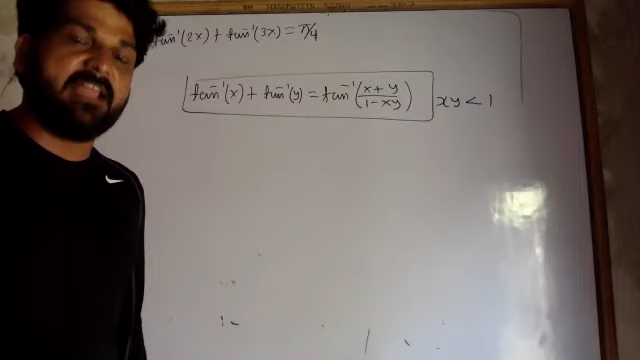 tan⁻¹(2x) + tan⁻¹(3x) = π/4
tan⁻¹(x) + tan⁻¹(y) = tan⁻¹((x + y)/(1 - xy)) xy < 1